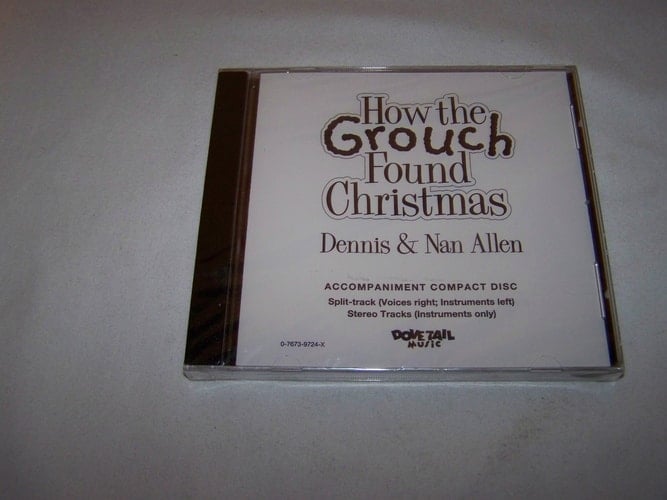 How the
Grouch
Found
Christmas
Dennis & Nan Allen
ACCOMPANIMENT COMPACT DISC
Split-track (Voices right; Instruments left)
Stereo Tracks (Instruments only)
DOVETAIL
MUSIC
0-7673-9724-X